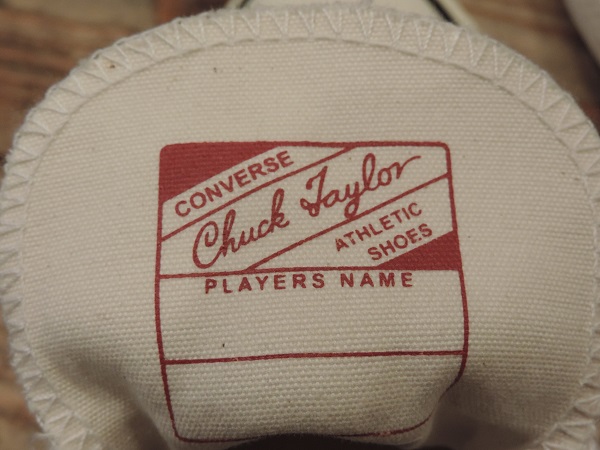 CONVERSE
Chuck Taylor
ATHLETIC
SHOES
PLAYERS NAME